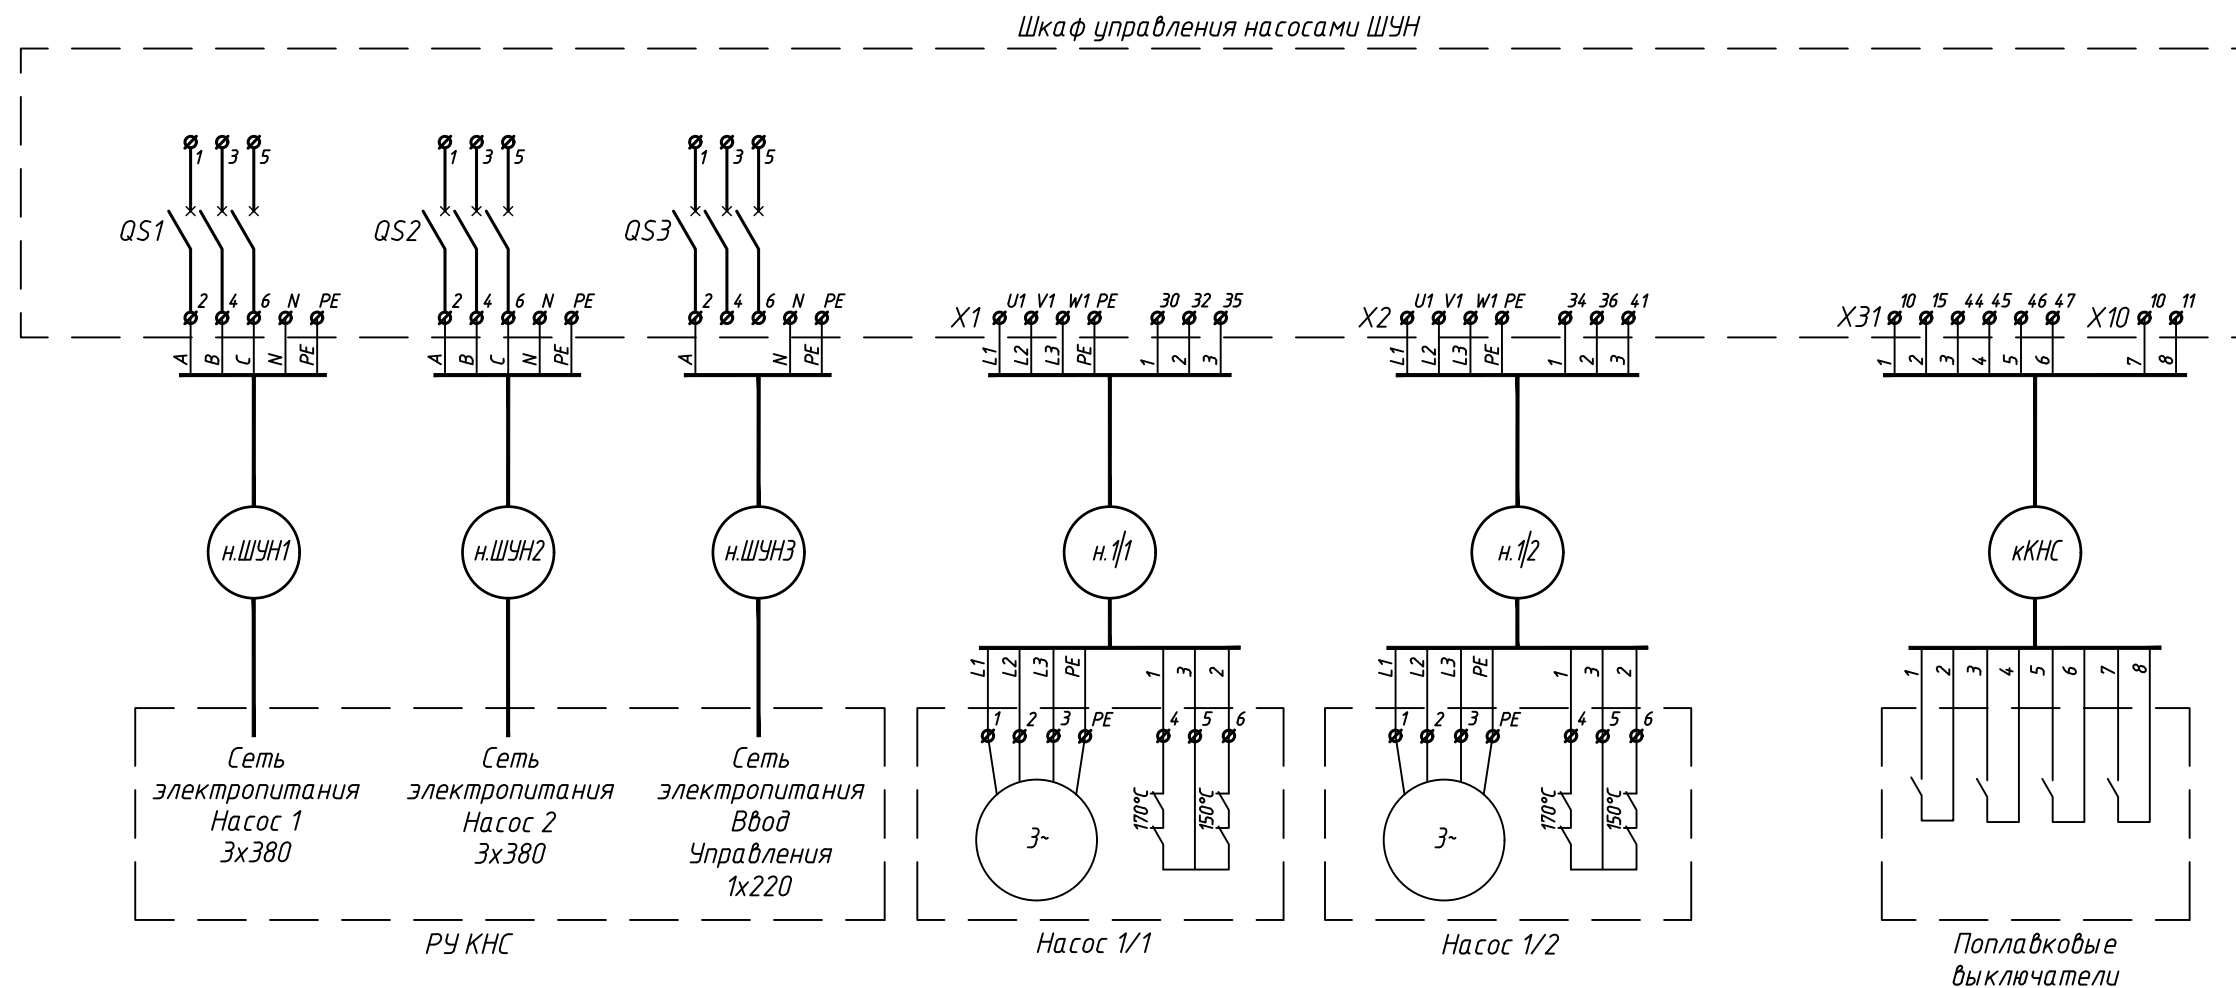 Шкаф управления насосами ШУН
1 3 5 1 3 5 1 3 5
QS1 QS2 QS3
2 4 6 N PE 2 4 6 N PE 2 4 6 N PE
X1 U1 V1 W1 PE 30 32 35
X2 U1 V1 W1 PE 34 36 41
X31 10 15 44 45 46 47 X10 10 11
A B C N PE A B C N PE A N PE
L1 L2 L3 PE 1 2 3
L1 L2 L3 PE 1 2 3
1 2 3 4 5 6 7 8
н.ШУН1 н.ШУН2 н.ШУН3 н.1/1 н.1/2 кКНС
L1 L2 L3 PE 1 3 2
L1 L2 L3 PE 1 3 2
1 2 3 4 5 6 7 8
1 2 3 PE 4 5 6
1 2 3 PE 4 5 6
Сеть
электропитания
Насос 1
3х380
Сеть
электропитания
Насос 2
3х380
Сеть
электропитания
Ввод
Управления
1х220
3~ 170°C 150°C
3~ 170°C 150°C
РУ КНС
Насос 1/1
Насос 1/2
Поплавковые
выключатели